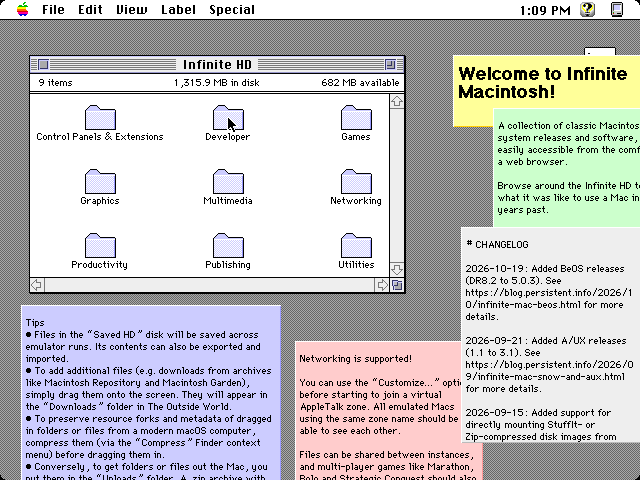 File Edit View Label Special 1:09 PM
Infinite HD
9 items 1,315.9 MB in disk 682 MB available
Control Panels & Extensions Developer Games
Graphics Multimedia Networking
Productivity Publishing Utilities
Welcome to Infinite
Macintosh!
A collection of classic Macintos
system releases and software,
easily accessible from the comf
a web browser.
Browse around the Infinite HD to
what it was like to use a Mac in
years past.
# CHANGELOG
2026-10-19: Added BeOS releases
(DR8.2 to 5.0.3). See
https://blog.persistent.info/2026/1
0/infinite-mac-beos.html for more
details.
2026-09-21: Added A/UX releases
(1.1 to 3.1). See
https://blog.persistent.info/2026/0
9/infinite-mac-snow-and-aux.html
for more details.
2026-09-15: Added support for
directly mounting StuffIt- or
Zip-compressed disk images from
Tips
● Files in the “Saved HD” disk will be saved across
emulator runs. Its contents can also be exported and
imported.
● To add additional files (e.g. downloads from archives
like Macintosh Repository and Macintosh Garden),
simply drag them onto the screen. They will appear in
the “Downloads” folder in The Outside World.
● To preserve resource forks and metadata of dragged
in folders or files from a modern macOS computer,
compress them (via the “Compress” Finder context
menu) before dragging them in.
● Conversely, to get folders or files out the Mac, you
put them in the “Uploads” folder. A .zip archive with
Networking is supported!
You can use the “Customize...” optio
before starting to join a virtual
AppleTalk zone. All emulated Macs
using the same zone name should be
able to see each other.
Files can be shared between instances,
and multi-player games like Marathon,
Bolo and Strategic Conquest should also